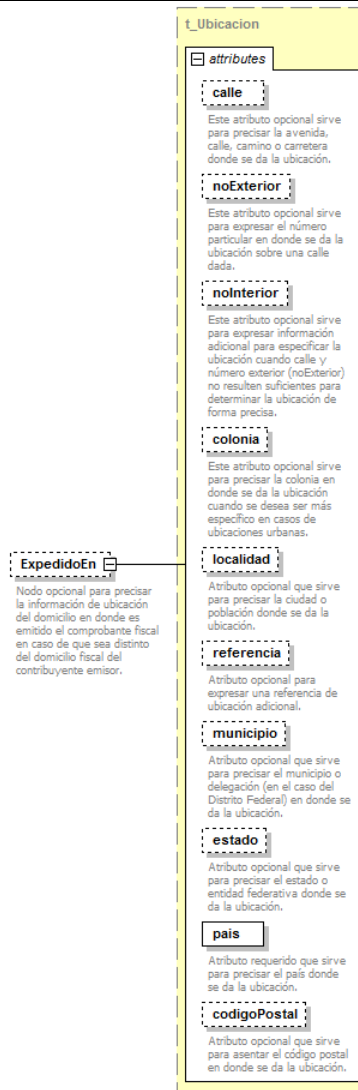 t_Ubicacion
attributes
calle
Este atributo opcional sirve
para precisar la avenida,
calle, camino o carretera
donde se da la ubicación.
noExterior
Este atributo opcional sirve
para expresar el número
particular en donde se da la
ubicación sobre una calle
dada.
noInterior
Este atributo opcional sirve
para expresar información
adicional para especificar la
ubicación cuando calle y
número exterior (noExterior)
no resulten suficientes para
determinar la ubicación de
forma precisa.
colonia
Este atributo opcional sirve
para precisar la colonia en
donde se da la ubicación
cuando se desea ser más
específico en casos de
ubicaciones urbanas.
ExpedidoEn
Nodo opcional para precisar
la información de ubicación
del domicilio en donde es
emitido el comprobante fiscal
en caso de que sea distinto
del domicilio fiscal del
contribuyente emisor.
localidad
Atributo opcional que sirve
para precisar la ciudad o
población donde se da la
ubicación.
referencia
Atributo opcional para
expresar una referencia de
ubicación adicional.
municipio
Atributo opcional que sirve
para precisar el municipio o
delegación (en el caso del
Distrito Federal) en donde se
da la ubicación.
estado
Atributo opcional que sirve
para precisar el estado o
entidad federativa donde se
da la ubicación.
pais
Atributo requerido que sirve
para precisar el país donde
se da la ubicación.
codigoPostal
Atributo opcional que sirve
para asentar el código postal
en donde se da la ubicación.